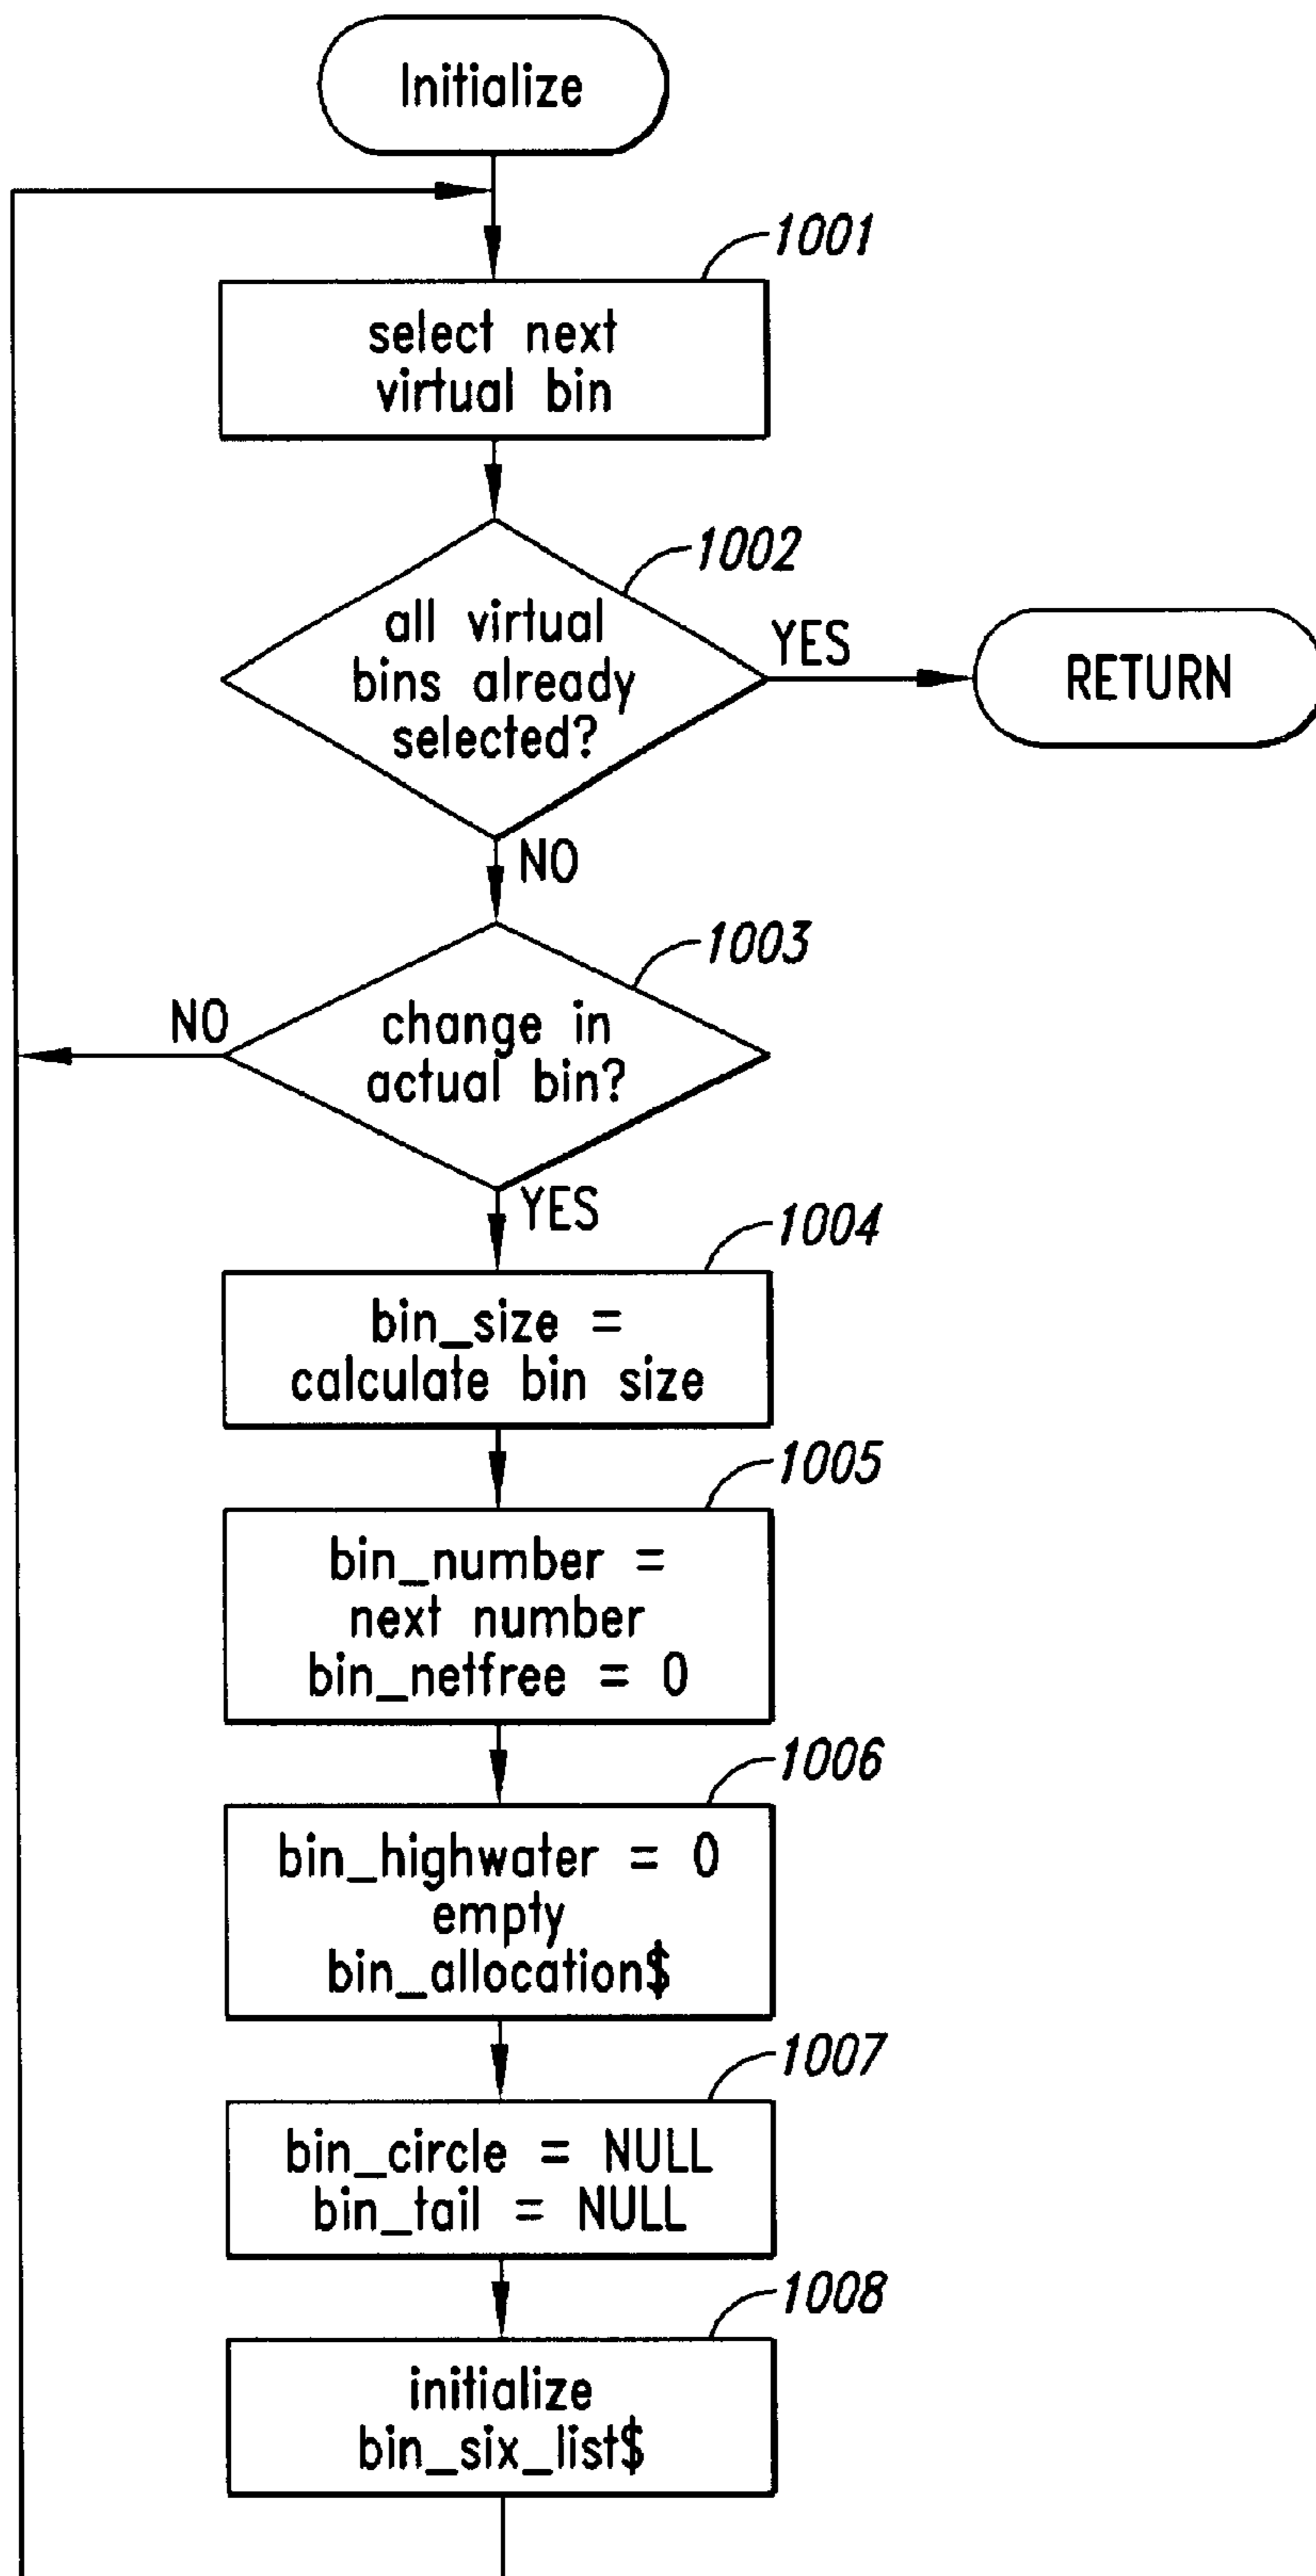 Initialize
1001
select next
virtual bin
1002
all virtual
bins already
selected?
YES
RETURN
NO
1003
change in
actual bin?
NO
YES
1004
bin_size =
calculate bin size
1005
bin_number =
next number
bin_netfree = 0
1006
bin_highwater = 0
empty
bin_allocation$
1007
bin_circle = NULL
bin_tail = NULL
1008
initialize
bin_six_list$